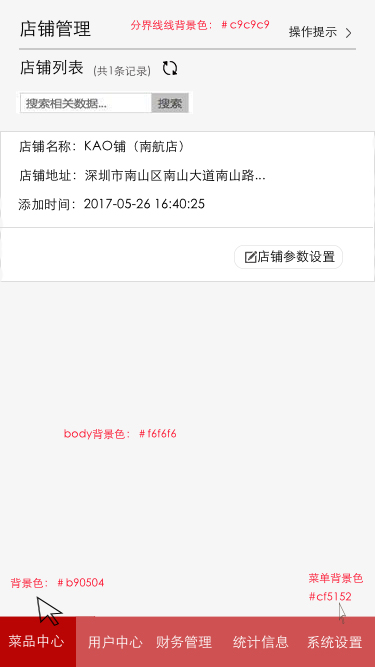 店铺管理
分界线线背景色：＃c9c9c9
操作提示
店铺列表
(共1条记录)
搜索相关数据...
搜索
店铺名称：KAO铺（南航店）
店铺地址：深圳市南山区南山大道南山路...
添加时间：2017-05-26 16:40:25
店铺参数设置
body背景色：＃f6f6f6
背景色：＃b90504
菜单背景色
#cf5152
菜品中心
用户中心
财务管理
统计信息
系统设置